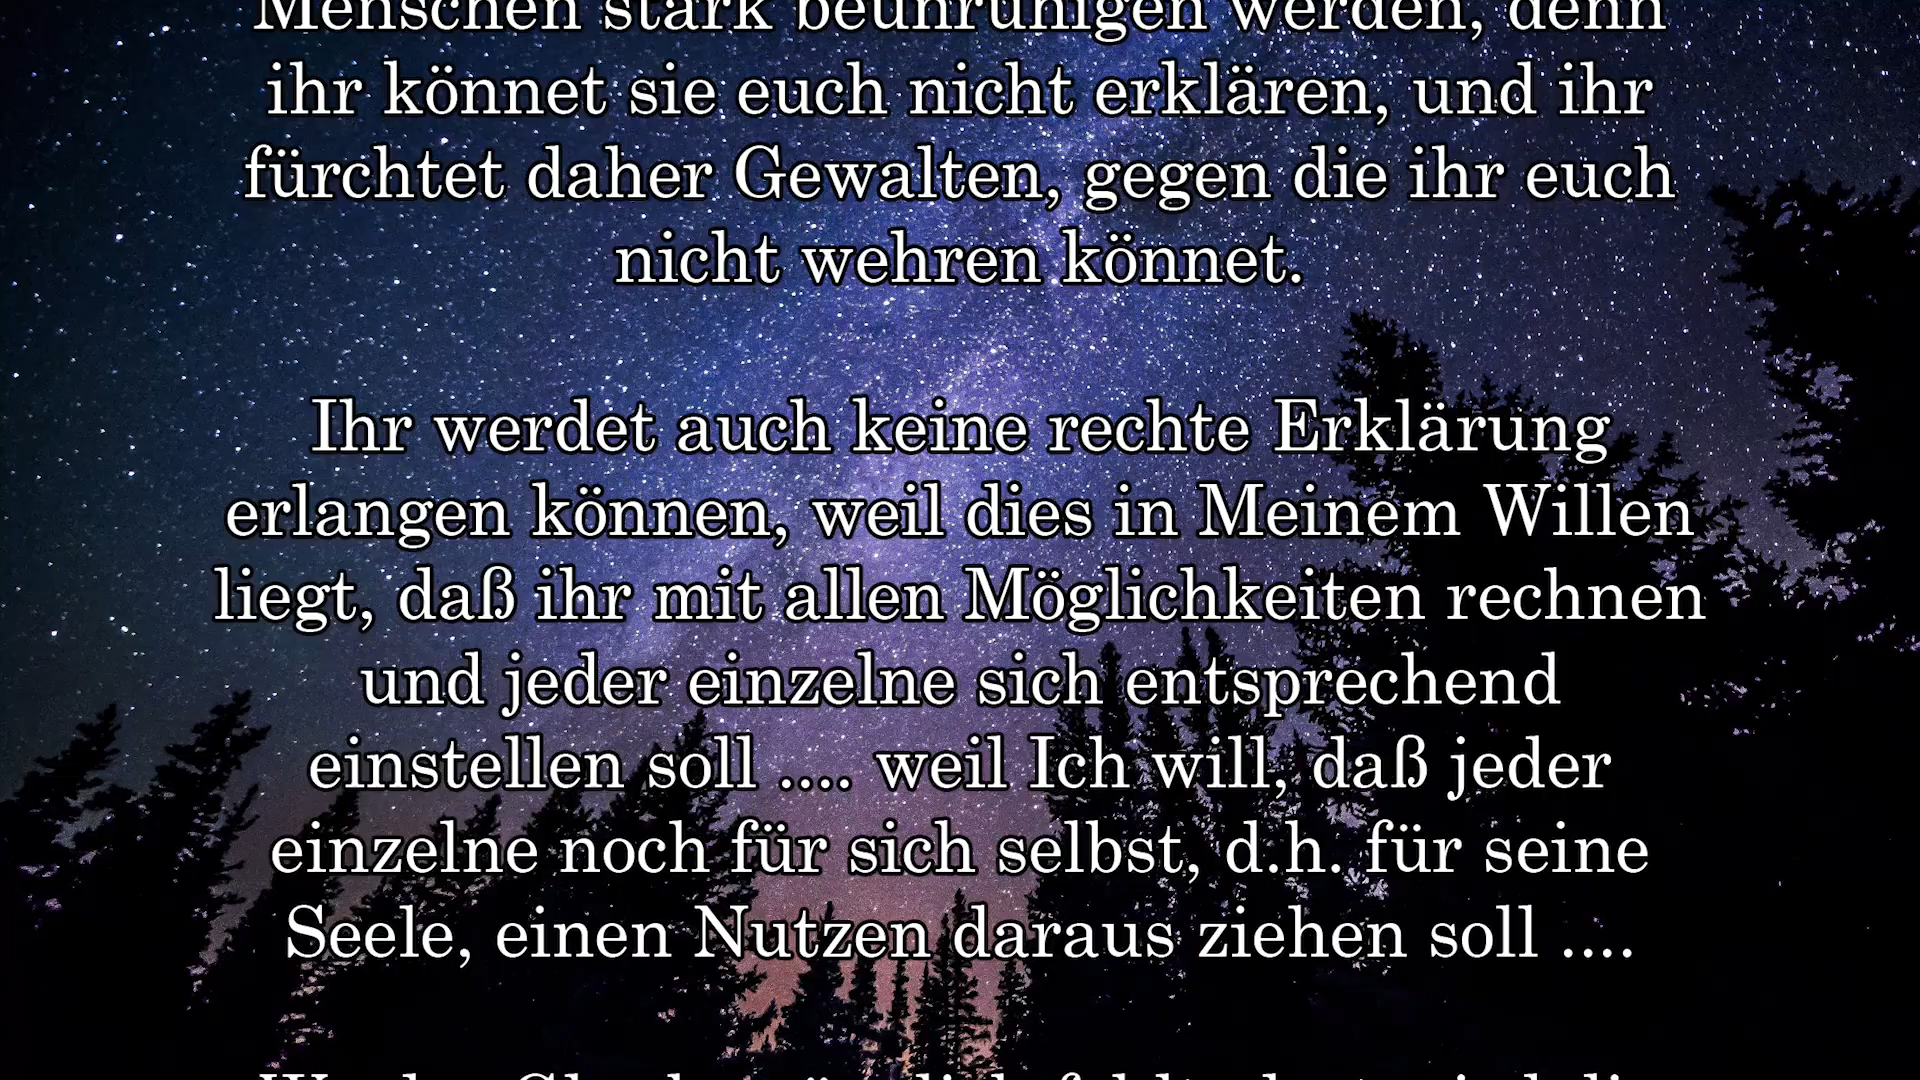 Menschen stark beunruhigen werden, denn
ihr könnet sie euch nicht erklären, und ihr
fürchtet daher Gewalten, gegen die ihr euch
nicht wehren könnet.
Ihr werdet auch keine rechte Erklärung
erlangen können, weil dies in Meinem Willen
liegt, daß ihr mit allen Möglichkeiten rechnen
und jeder einzelne sich entsprechend
einstellen soll .... weil Ich will, daß jeder
einzelne noch für sich selbst, d.h. für seine
Seele, einen Nutzen daraus ziehen soll ....